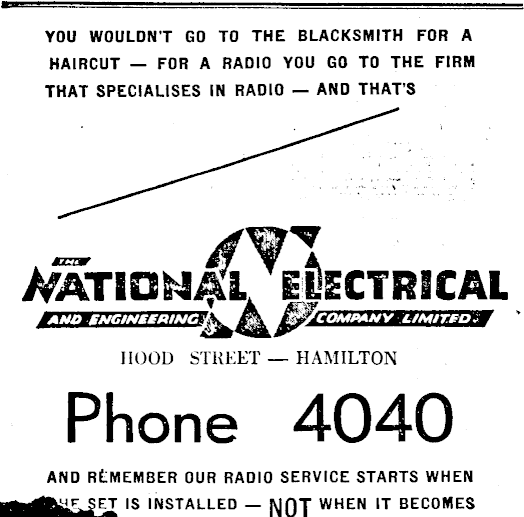 YOU WOULDN'T GO TO THE BLACKSMITH FOR A
HAIRCUT — FOR A RADIO YOU GO TO THE FIRM
THAT SPECIALISES IN RADIO — AND THAT'S
THE
NATIONAL ELECTRICAL
AND ENGINEERING COMPANY LIMITED
HOOD STREET — HAMILTON
Phone 4040
AND REMEMBER OUR RADIO SERVICE STARTS WHEN
THE SET IS INSTALLED — NOT WHEN IT BECOMES